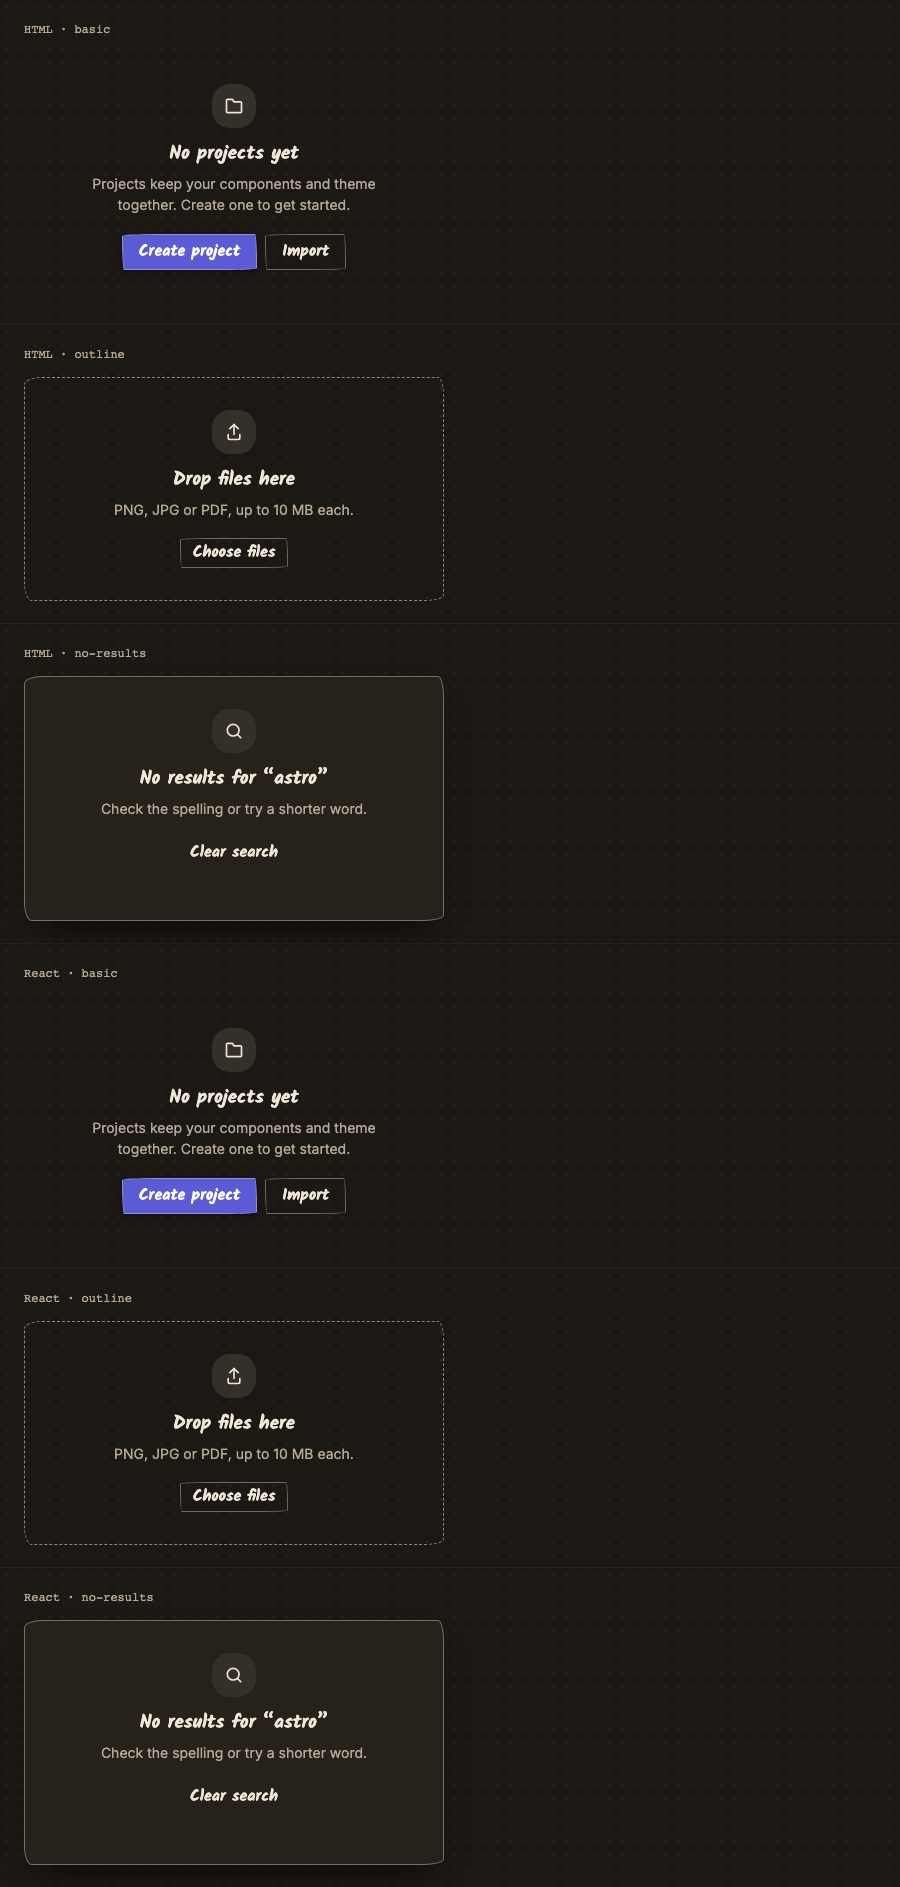 HTML · basic
No projects yet
Projects keep your components and theme
together. Create one to get started.
Create project
Import
HTML · outline
Drop files here
PNG, JPG or PDF, up to 10 MB each.
Choose files
HTML · no-results
No results for “astro”
Check the spelling or try a shorter word.
Clear search
React · basic
No projects yet
Projects keep your components and theme
together. Create one to get started.
Create project
Import
React · outline
Drop files here
PNG, JPG or PDF, up to 10 MB each.
Choose files
React · no-results
No results for “astro”
Check the spelling or try a shorter word.
Clear search